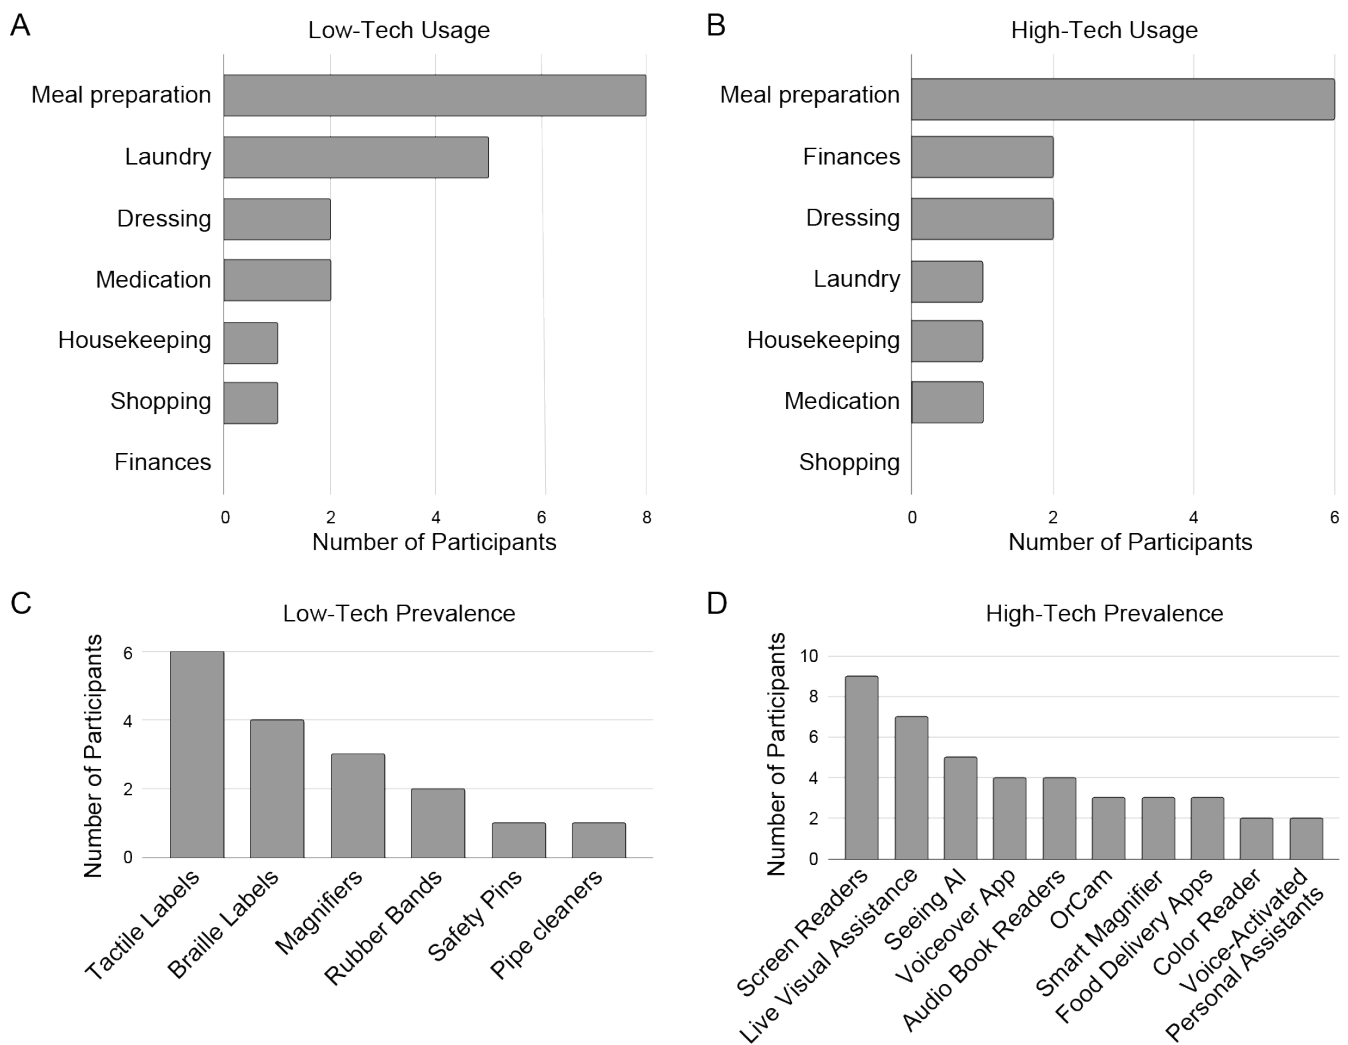 A
Low-Tech Usage
Meal preparation
Laundry
Dressing
Medication
Housekeeping
Shopping
Finances
0 2 4 6 8
Number of Participants
B
High-Tech Usage
Meal preparation
Finances
Dressing
Laundry
Housekeeping
Medication
Shopping
0 2 4 6
Number of Participants
C
Low-Tech Prevalence
Number of Participants
6
4
2
0
Tactile Labels
Braille Labels
Magnifiers
Rubber Bands
Safety Pins
Pipe cleaners
D
High-Tech Prevalence
Number of Participants
10
8
6
4
2
0
Screen Readers
Live Visual Assistance
Seeing AI
Voiceover App
Audio Book Readers
OrCam
Smart Magnifier
Food Delivery Apps
Color Reader
Voice-Activated
Personal Assistants